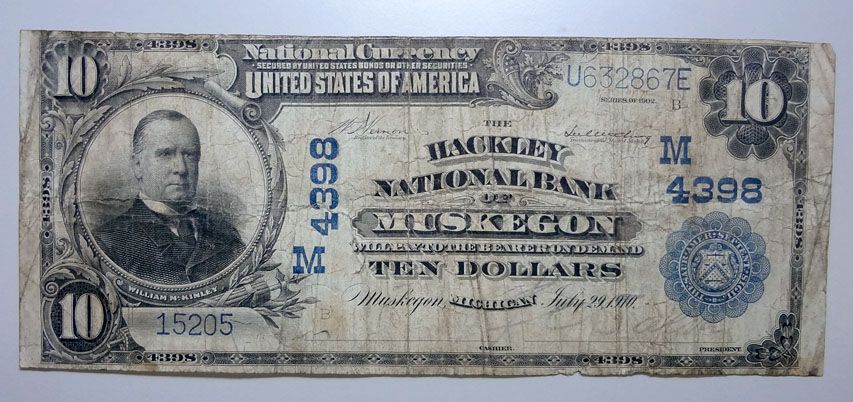 4398
4398
10
National Currency
SECURED BY UNITED STATES BONDS OR OTHER SECURITIES
UNITED STATES OF AMERICA
U632867E
SERIES OF 1902.
B
10
THE
HACKLEY
NATIONAL BANK
OF
MUSKEGON
WILL PAY TO THE BEARER ON DEMAND
TEN DOLLARS
Muskegon, MICHIGAN July 29, 1910.
M 4398
M
4398
4398
4398
WILLIAM McKINLEY
10
15205
B
CASHIER.
PRESIDENT.
4398
4398